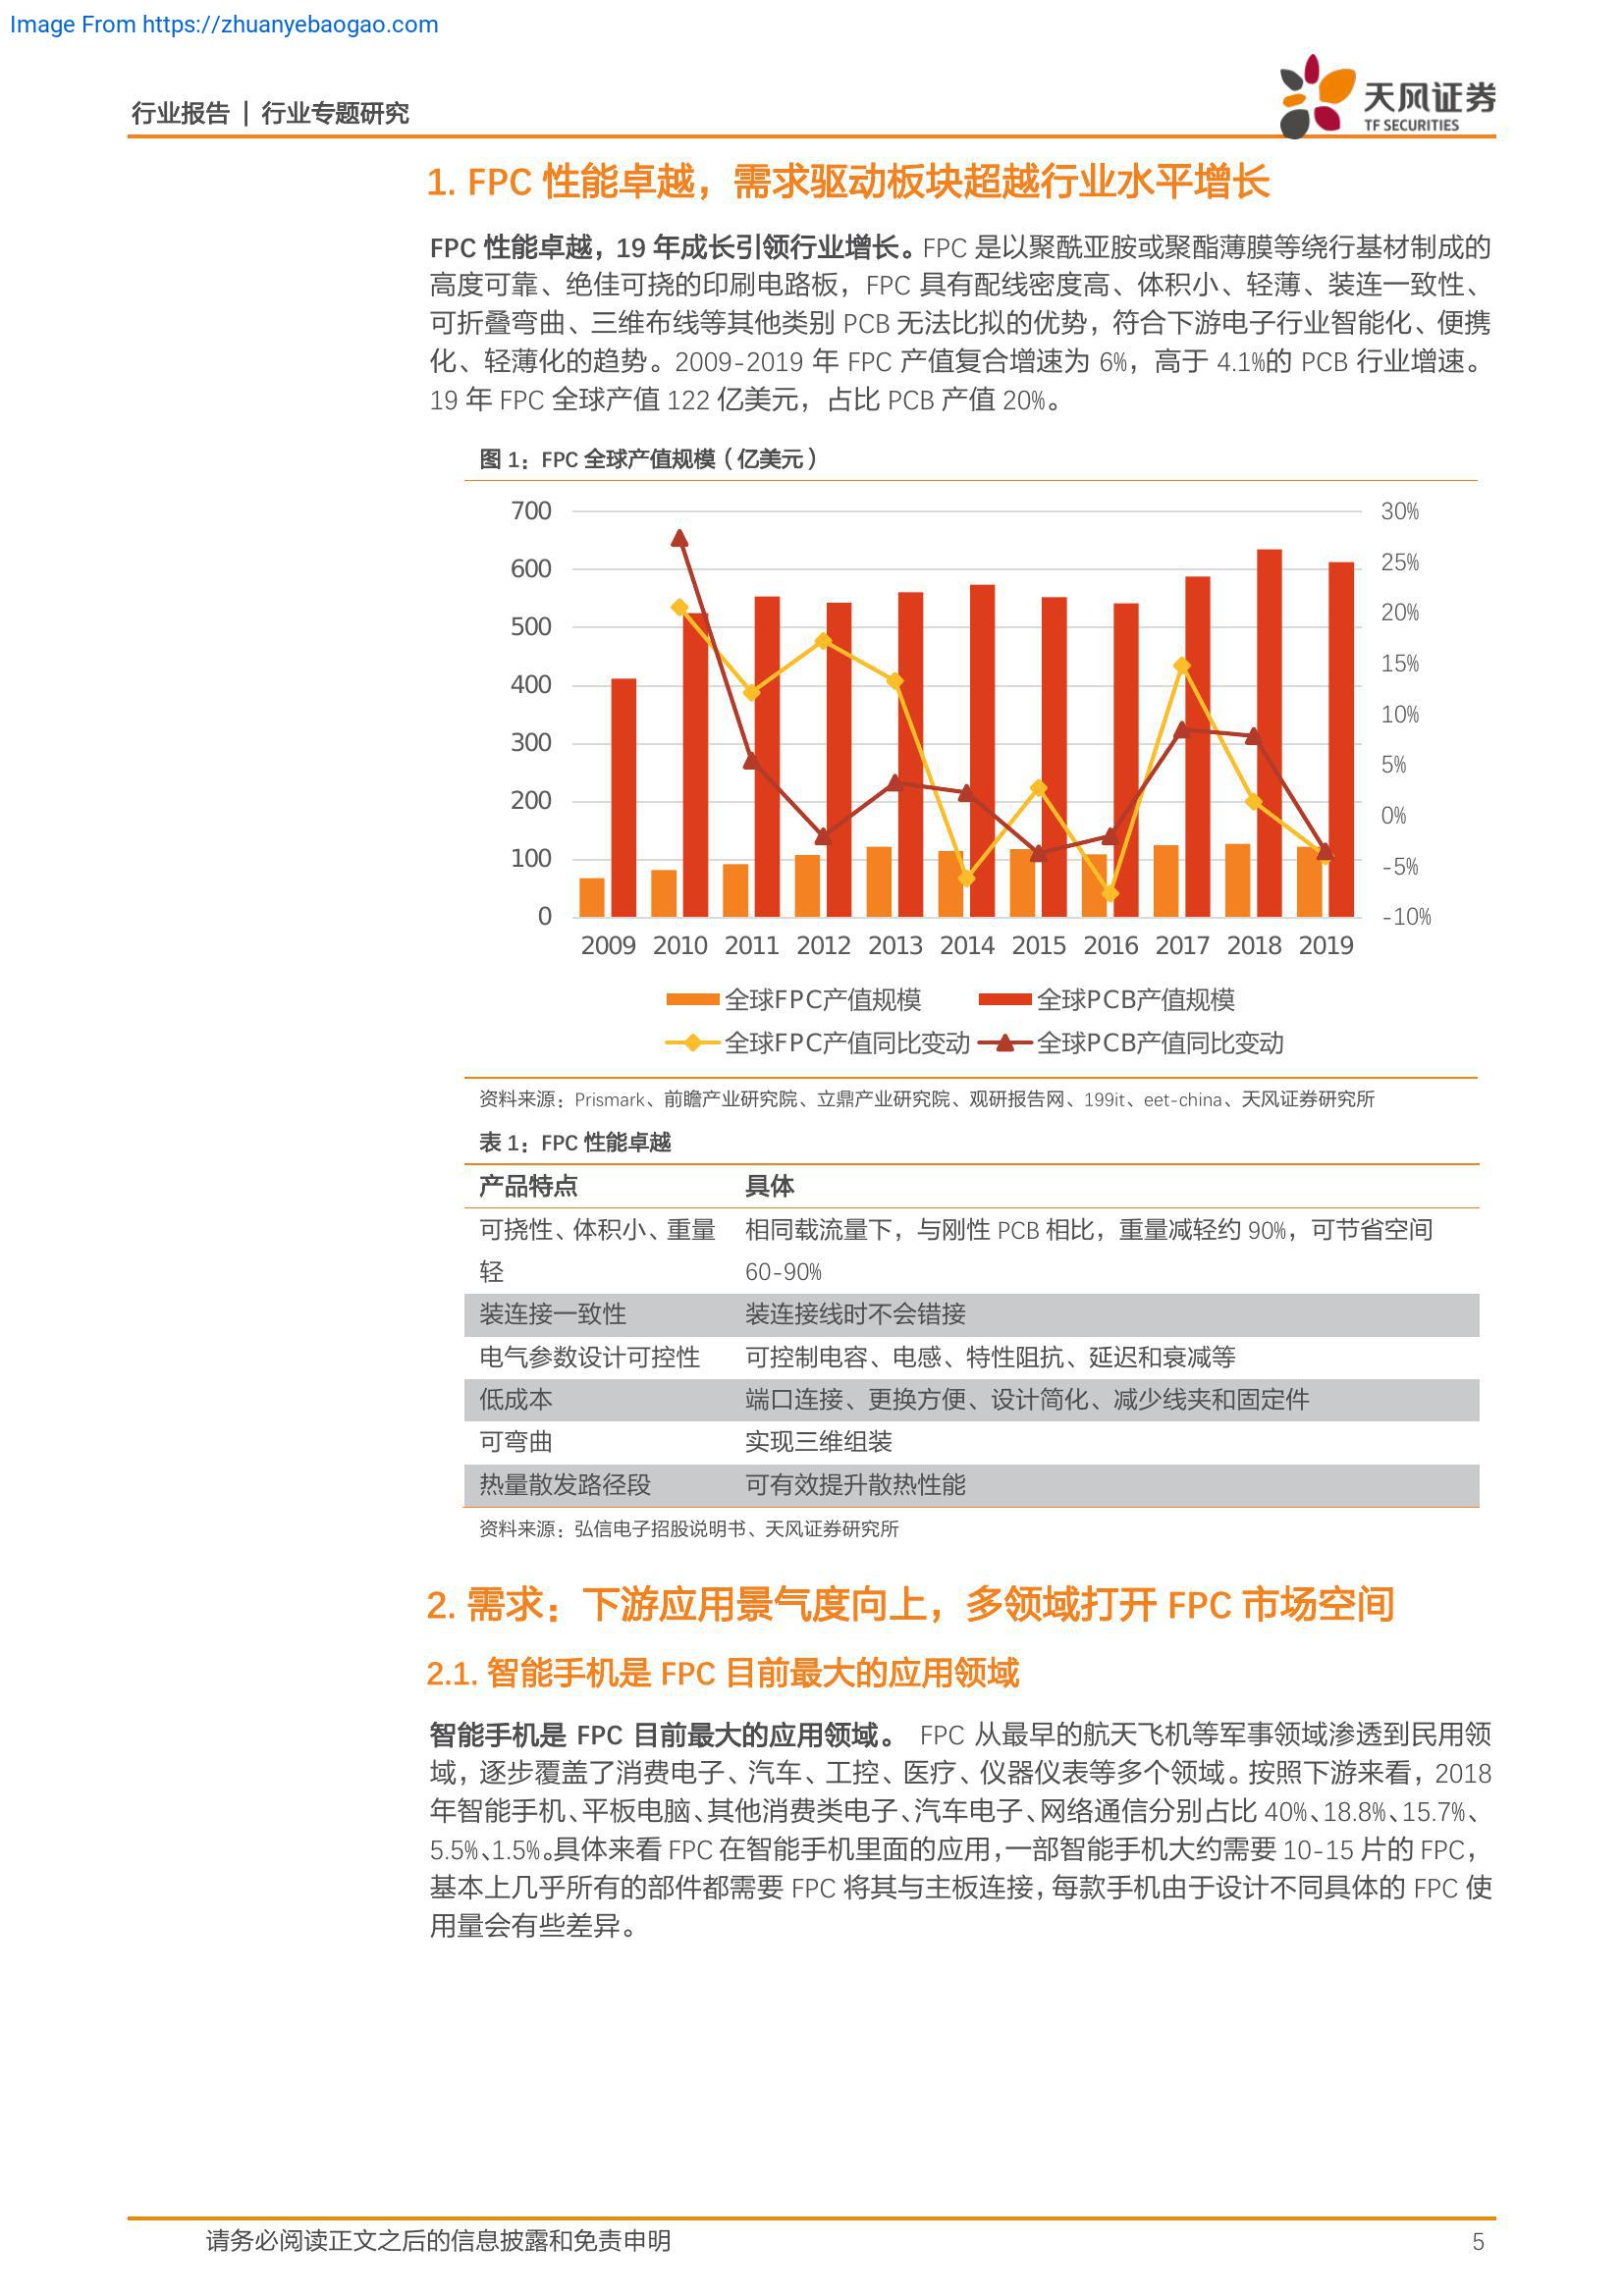 Image From https://zhuanyebaogao.com
行业报告 | 行业专题研究
天风证券
TF SECURITIES
1. FPC 性能卓越，需求驱动板块超越行业水平增长
FPC 性能卓越，19 年成长引领行业增长。FPC 是以聚酰亚胺或聚酯薄膜等绕行基材制成的
高度可靠、绝佳可挠的印刷电路板，FPC 具有配线密度高、体积小、轻薄、装连一致性、
可折叠弯曲、三维布线等其他类别 PCB 无法比拟的优势，符合下游电子行业智能化、便携
化、轻薄化的趋势。2009-2019 年 FPC 产值复合增速为 6%，高于 4.1%的 PCB 行业增速。
19 年 FPC 全球产值 122 亿美元，占比 PCB 产值 20%。
图 1：FPC 全球产值规模（亿美元）
700 30%
600 25%
20%
500
15%
400
10%
300
5%
200
0%
100
-5%
0 -10%
2009 2010 2011 2012 2013 2014 2015 2016 2017 2018 2019
全球FPC产值规模 全球PCB产值规模
全球FPC产值同比变动 全球PCB产值同比变动
资料来源：Prismark、前瞻产业研究院、立鼎产业研究院、观研报告网、199it、eet-china、天风证券研究所
表 1：FPC 性能卓越
产品特点 具体
可挠性、体积小、重量 相同载流量下，与刚性 PCB 相比，重量减轻约 90%，可节省空间
轻 60-90%
装连接一致性 装连接线时不会错接
电气参数设计可控性 可控制电容、电感、特性阻抗、延迟和衰减等
低成本 端口连接、更换方便、设计简化、减少线夹和固定件
可弯曲 实现三维组装
热量散发路径段 可有效提升散热性能
资料来源：弘信电子招股说明书、天风证券研究所
2. 需求：下游应用景气度向上，多领域打开 FPC 市场空间
2.1. 智能手机是 FPC 目前最大的应用领域
智能手机是 FPC 目前最大的应用领域。 FPC 从最早的航天飞机等军事领域渗透到民用领
域，逐步覆盖了消费电子、汽车、工控、医疗、仪器仪表等多个领域。按照下游来看，2018
年智能手机、平板电脑、其他消费类电子、汽车电子、网络通信分别占比 40%、18.8%、15.7%、
5.5%、1.5%。具体来看 FPC 在智能手机里面的应用，一部智能手机大约需要 10-15 片的 FPC，
基本上几乎所有的部件都需要 FPC 将其与主板连接，每款手机由于设计不同具体的 FPC 使
用量会有些差异。
请务必阅读正文之后的信息披露和免责申明 5